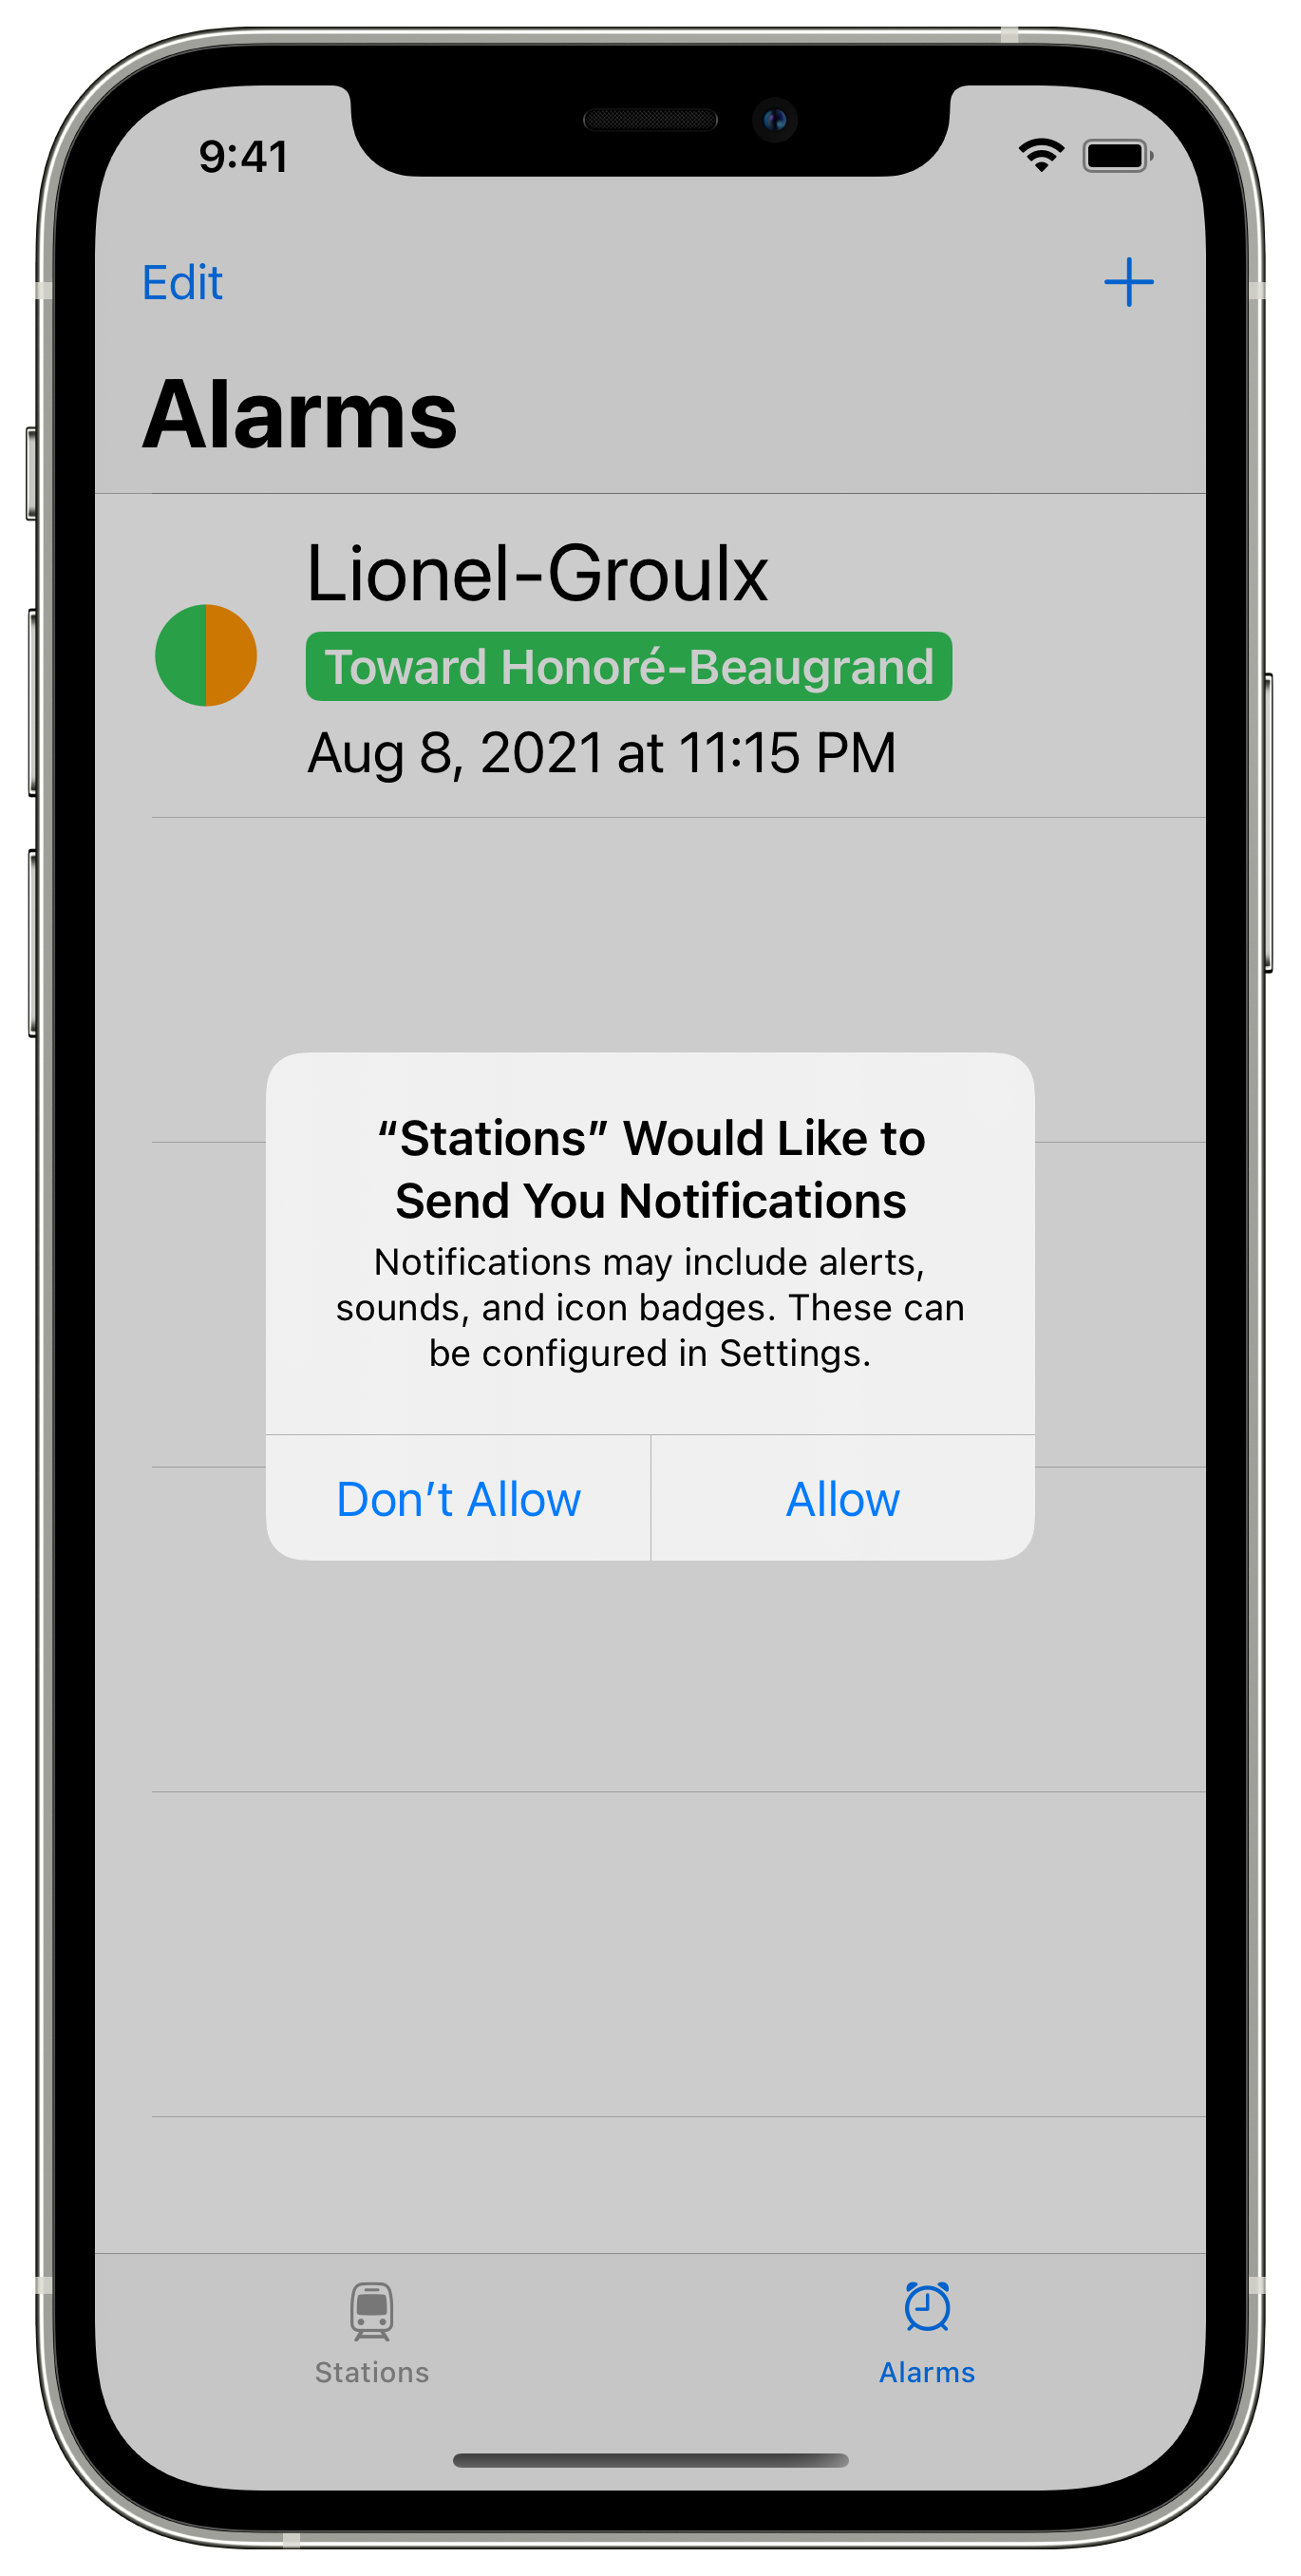 9:41
Edit
Alarms
Lionel-Groulx
Toward Honoré-Beaugrand
Aug 8, 2021 at 11:15 PM
“Stations” Would Like to
Send You Notifications
Notifications may include alerts,
sounds, and icon badges. These can
be configured in Settings.
Don’t Allow
Allow
Stations
Alarms